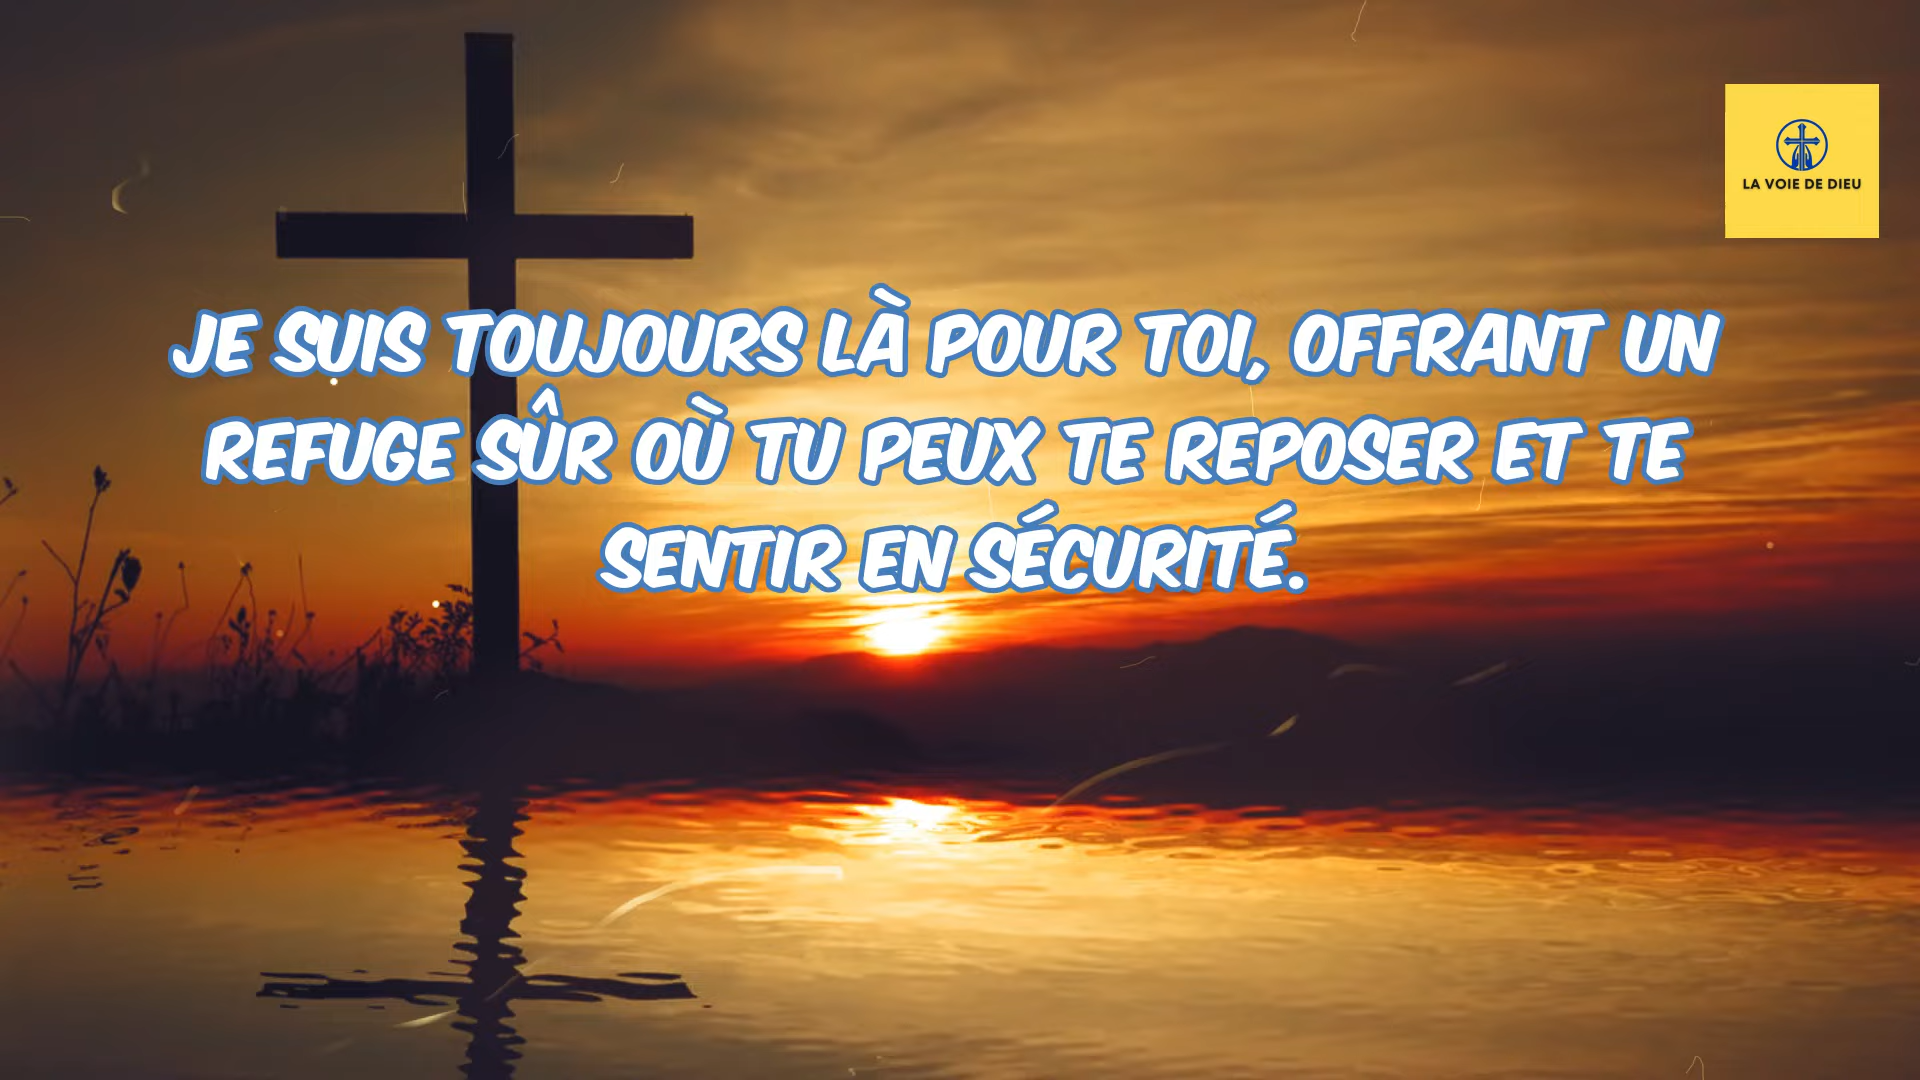 LA VOIE DE DIEU
JE SUIS TOUJOURS LÀ POUR TOI, OFFRANT UN
REFUGE SÛR OÙ TU PEUX TE REPOSER ET TE
SENTIR EN SÉCURITÉ.